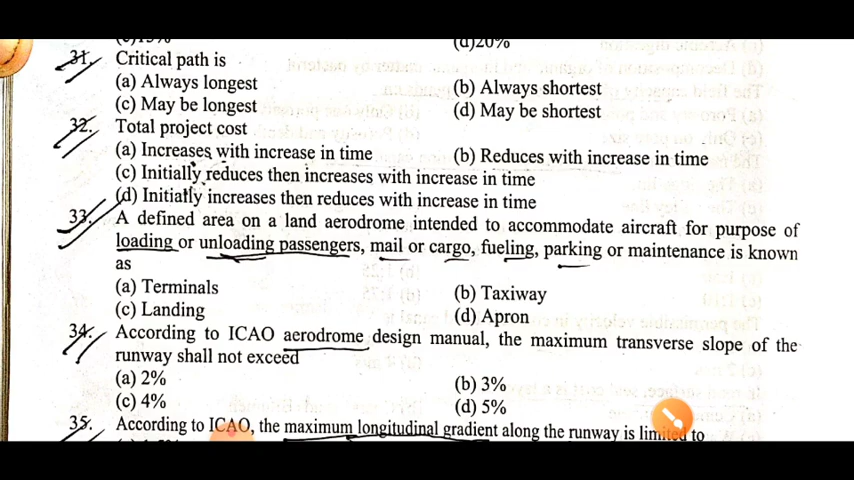 (d)20%
31. Critical path is
(a) Always longest (b) Always shortest
(c) May be longest (d) May be shortest
32. Total project cost
(a) Increases with increase in time (b) Reduces with increase in time
(c) Initially reduces then increases with increase in time
(d) Initially increases then reduces with increase in time
33. A defined area on a land aerodrome intended to accommodate aircraft for purpose of
loading or unloading passengers, mail or cargo, fueling, parking or maintenance is known
as
(a) Terminals (b) Taxiway
(c) Landing (d) Apron
34. According to ICAO aerodrome design manual, the maximum transverse slope of the
runway shall not exceed
(a) 2% (b) 3%
(c) 4% (d) 5%
35. According to ICAO, the maximum longitudinal gradient along the runway is limited to